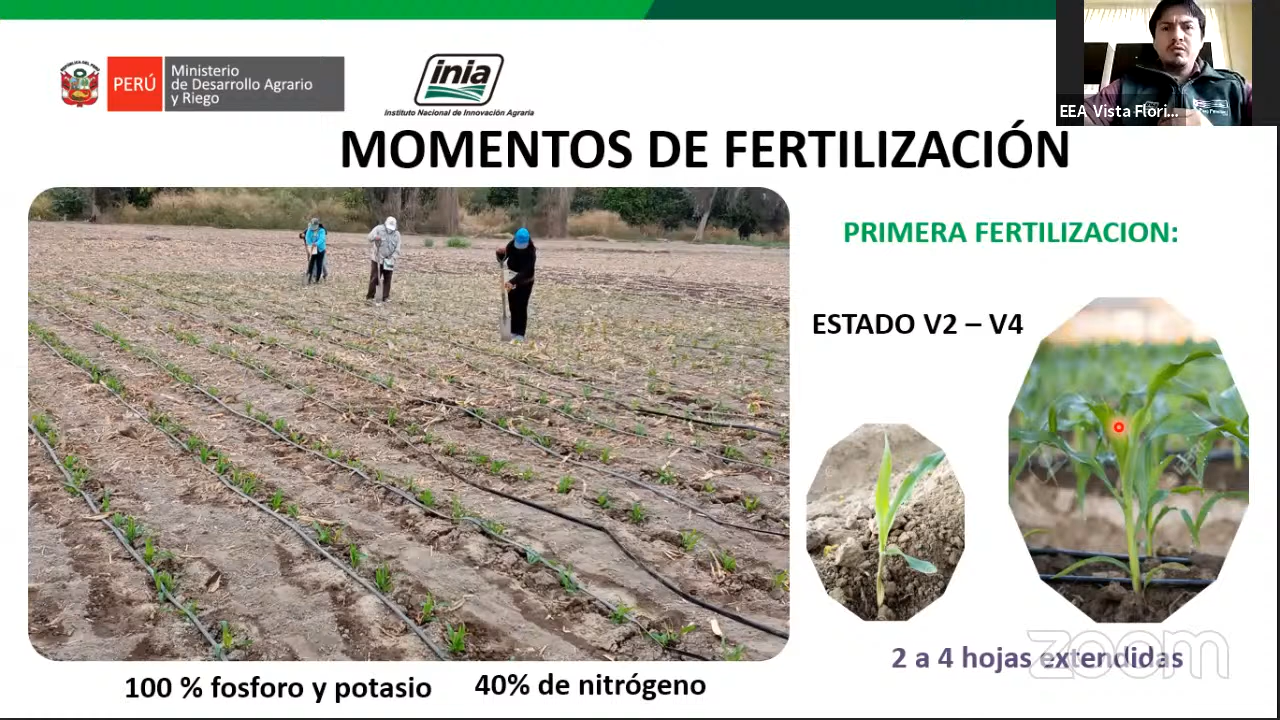 PERÚ
Ministerio
de Desarrollo Agrario
y Riego
inia
Instituto Nacional de Innovación Agraria
EEA Vista Flori...
MOMENTOS DE FERTILIZACIÓN
PRIMERA FERTILIZACION:
ESTADO V2 – V4
2 a 4 hojas extendidas
zoom
100 % fosforo y potasio
40% de nitrógeno